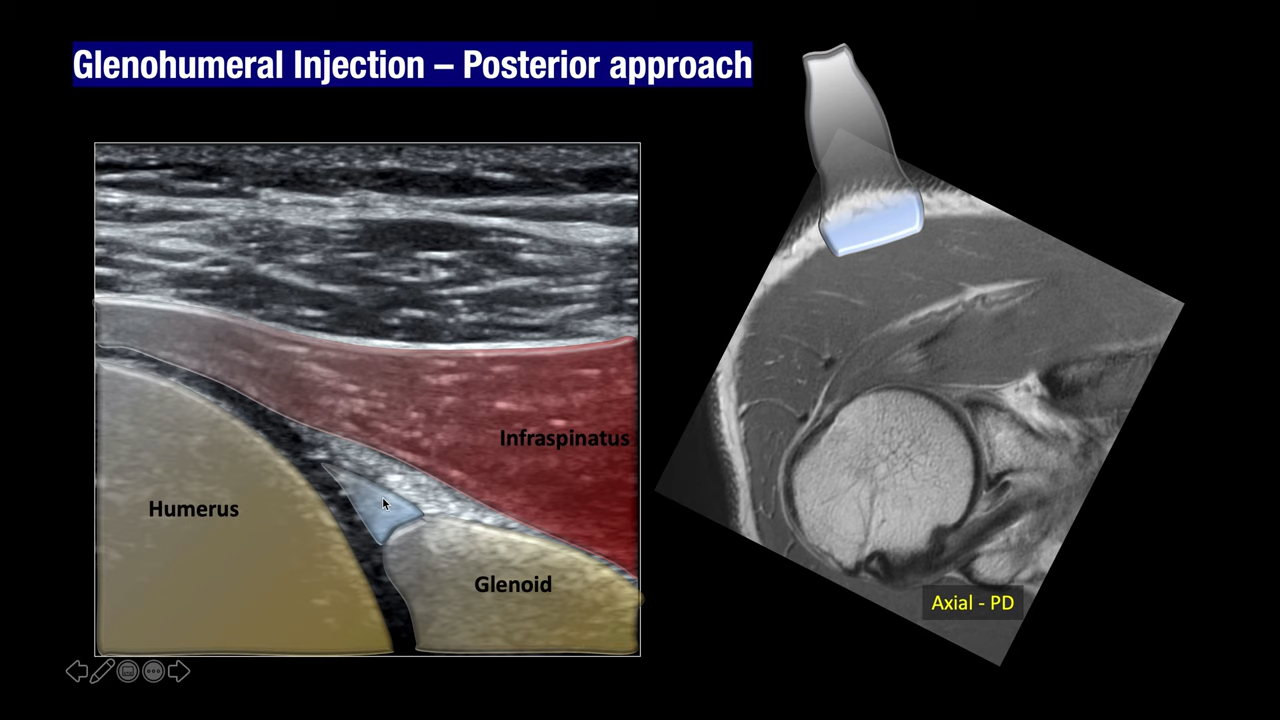 Glenohumeral Injection – Posterior approach
Infraspinatus
Humerus
Glenoid
Axial - PD